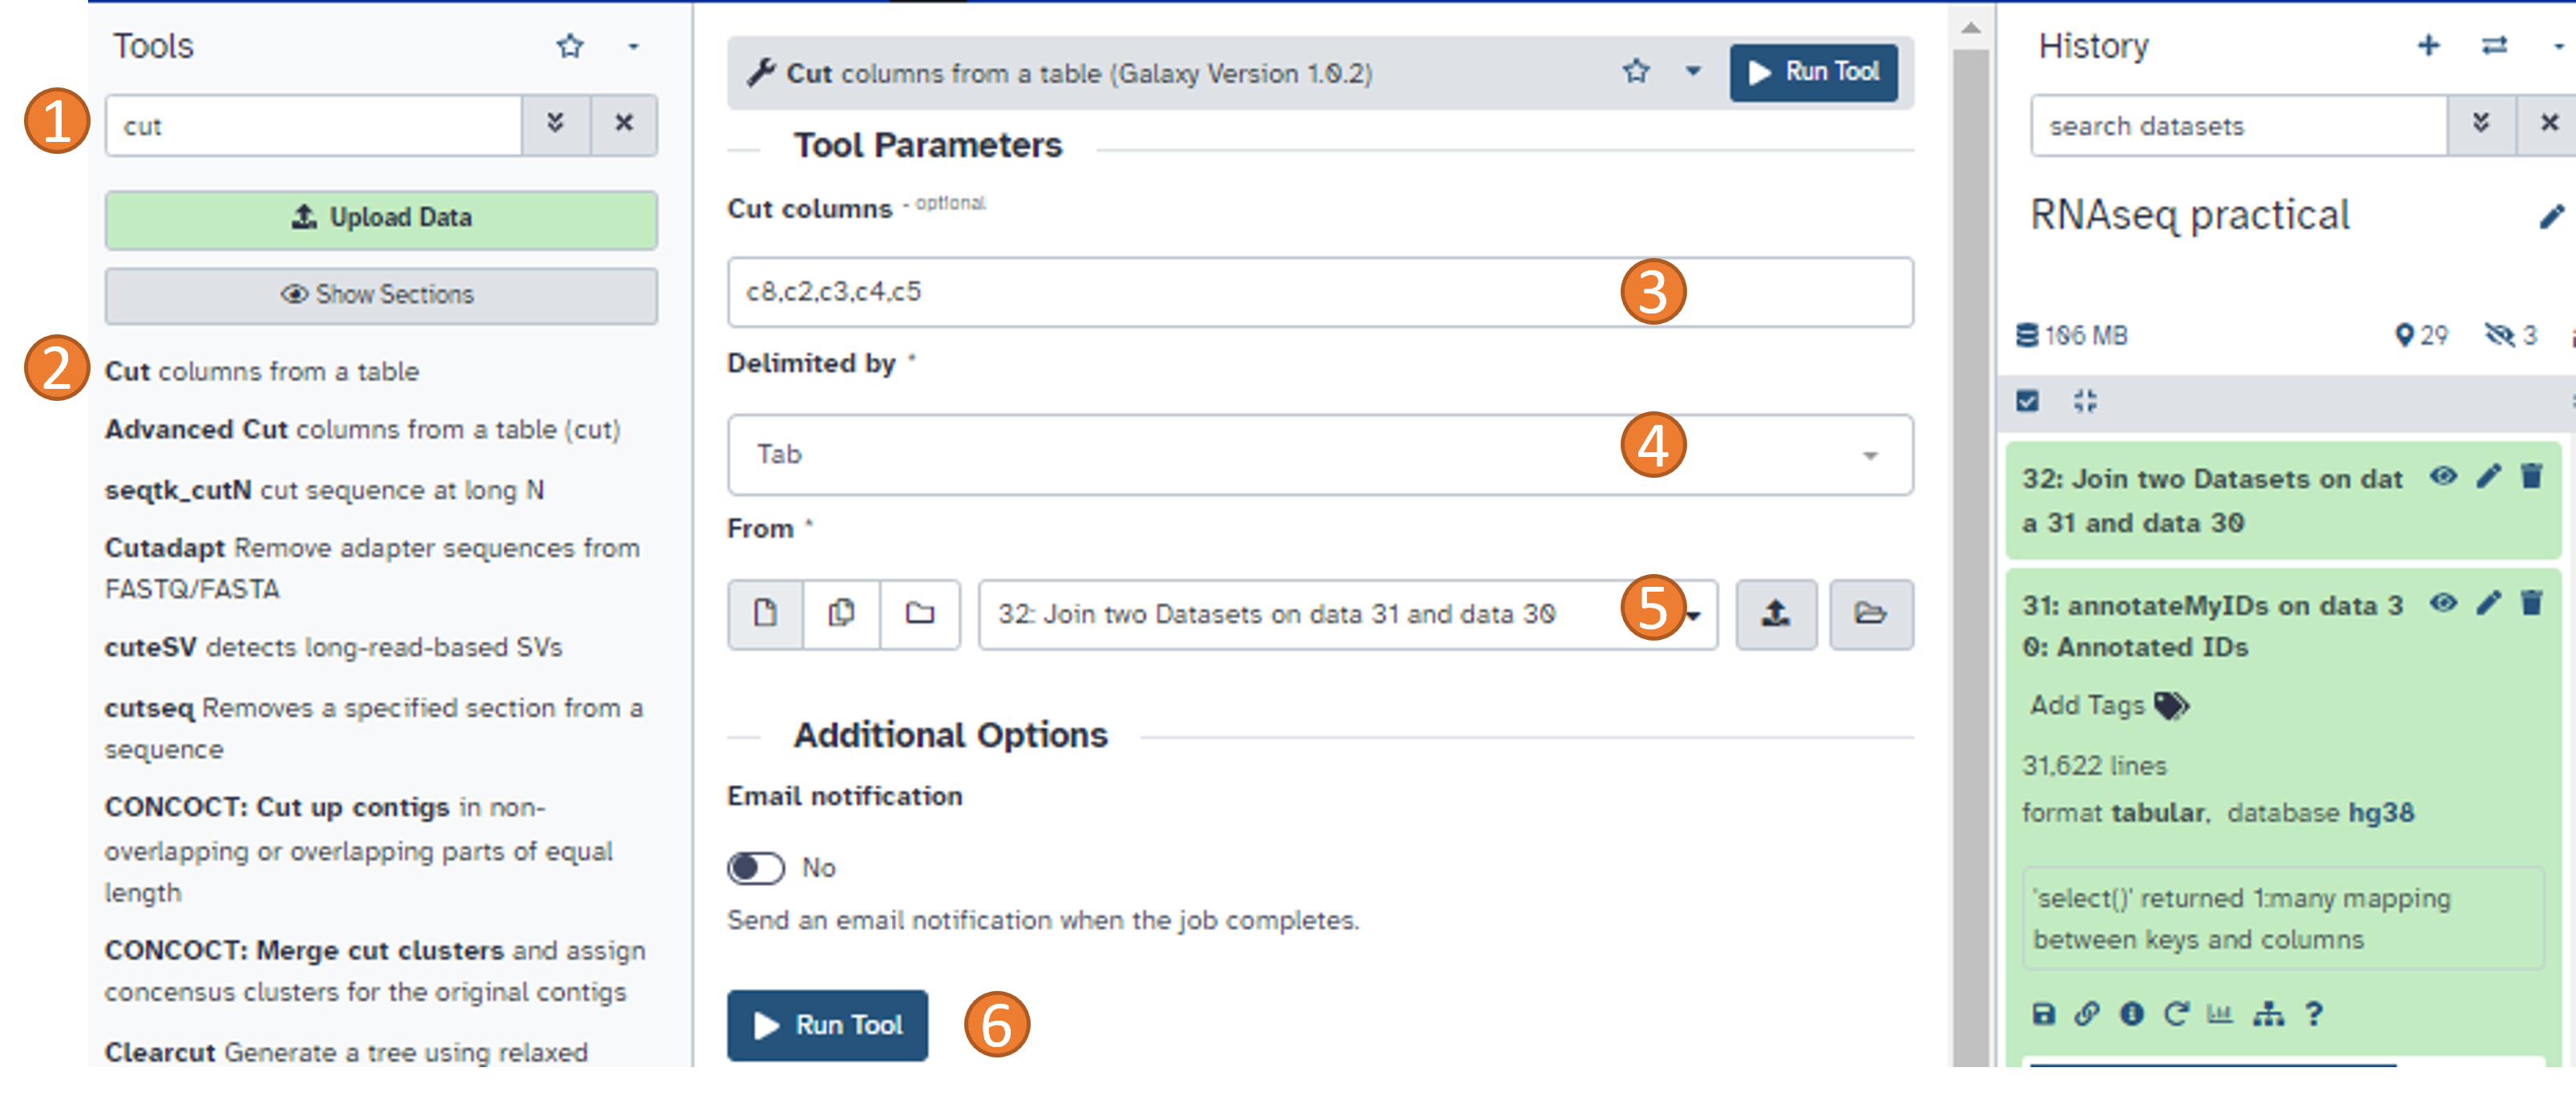 Tools
1
cut
Upload Data
Show Sections
2
Cut columns from a table
Advanced Cut columns from a table (cut)
seqtk_cutN cut sequence at long N
Cutadapt Remove adapter sequences from
FASTQ/FASTA
cuteSV detects long-read-based SVs
cutseq Removes a specified section from a
sequence
CONCOCT: Cut up contigs in non-
overlapping or overlapping parts of equal
length
CONCOCT: Merge cut clusters and assign
concensus clusters for the original contigs
Clearcut Generate a tree using relaxed
Cut columns from a table (Galaxy Version 1.0.2)
Run Tool
Tool Parameters
Cut columns - optional
c8,c2,c3,c4,c5
3
Delimited by *
Tab
4
From *
32: Join two Datasets on data 31 and data 30
5
Additional Options
Email notification
No
Send an email notification when the job completes.
Run Tool
6
History
search datasets
RNAseq practical
106 MB
29
3
32: Join two Datasets on dat
a 31 and data 30
31: annotateMyIDs on data 3
0: Annotated IDs
Add Tags
31,622 lines
format tabular, database hg38
'select()' returned 1:many mapping
between keys and columns